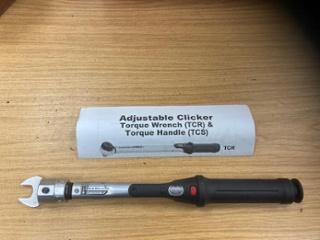 Adjustable Clicker
Torque Wrench (TCR) &
Torque Handle (TCS)
TCR